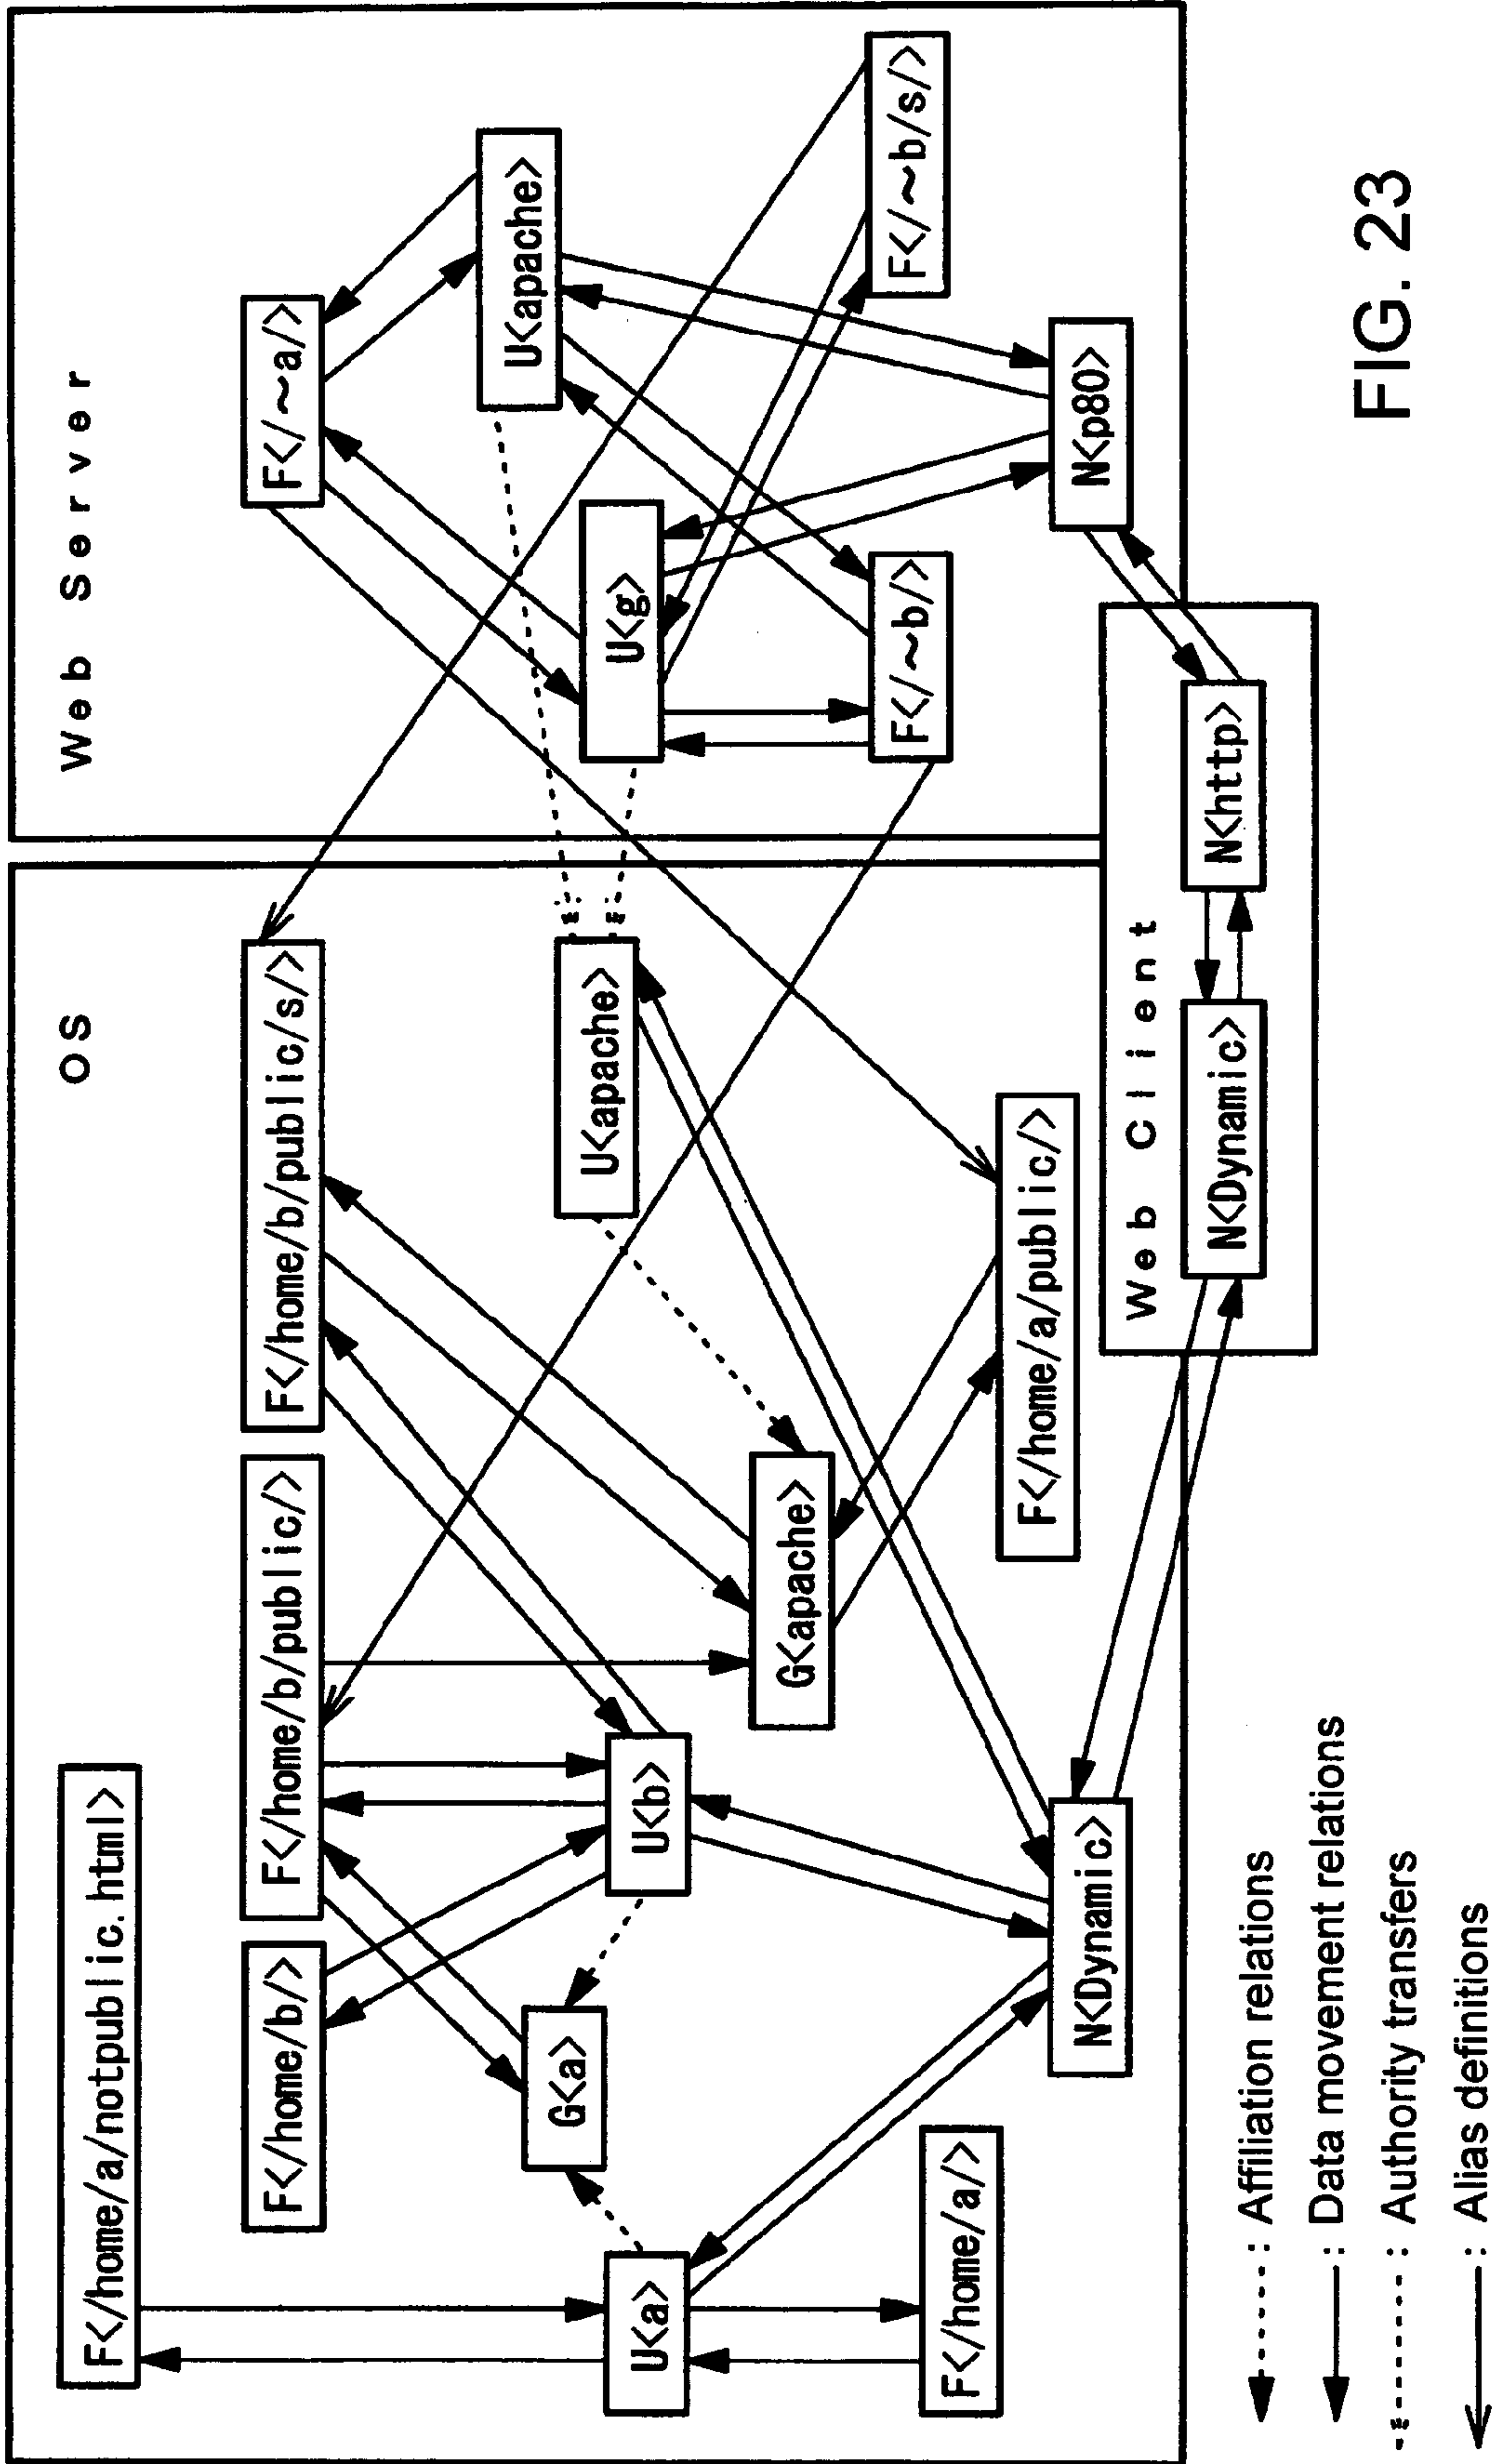 OS
F</home/a/notpublic.html>
F</home/b/>
F</home/b/public/>
F</home/b/public/s/>
G<a>
U<a>
U<b>
U<apache>
G<apache>
F</home/a/>
F</home/a/public/>
N<Dynamic>
Web Server
F</~a/>
U<apache>
U<g>
F</~b/>
F</~b/s/>
N<p80>
Web Client
N<Dynamic>
N<http>
: Affiliation relations
: Data movement relations
: Authority transfers
: Alias definitions
FIG. 23